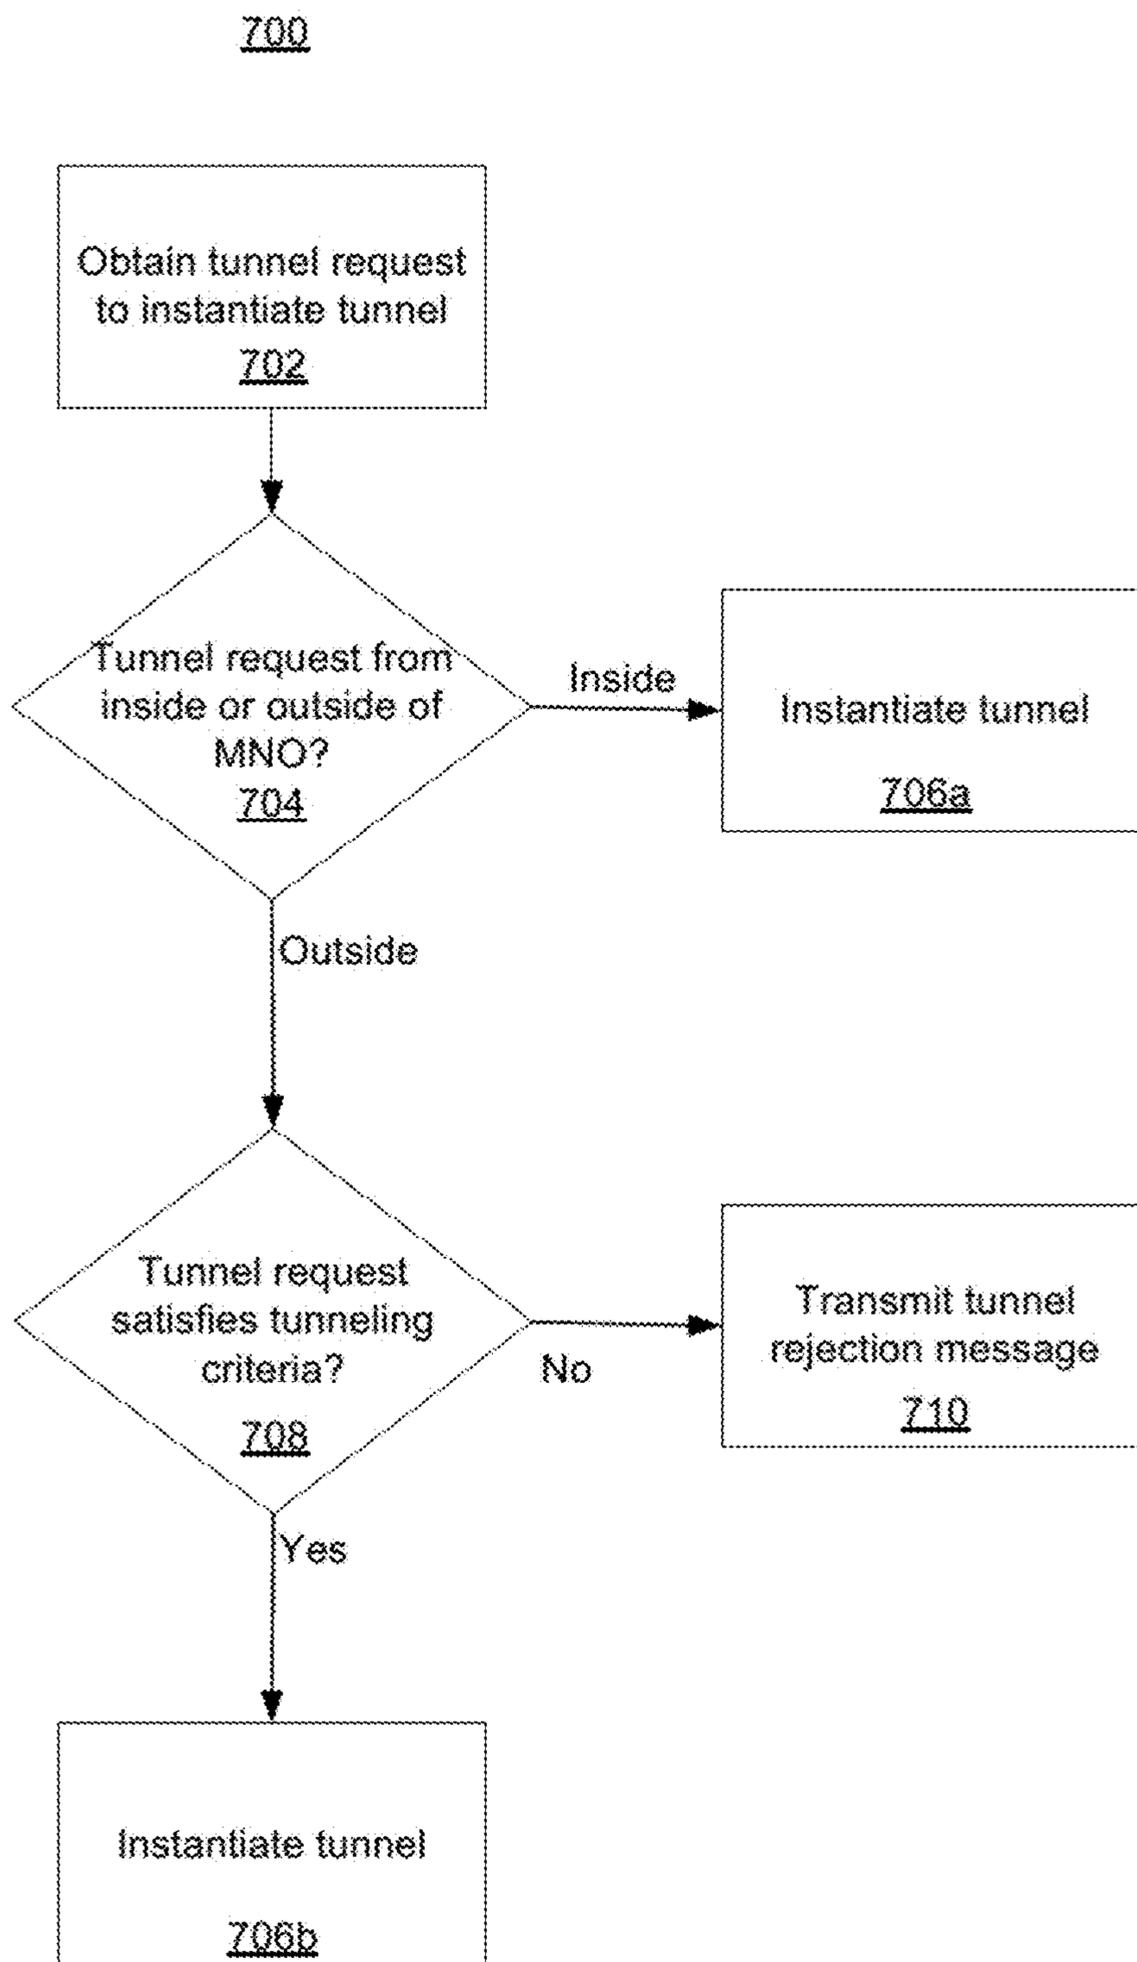 700
Obtain tunnel request
to instantiate tunnel
702
Tunnel request from
inside or outside of
MNO?
704
Inside
Instantiate tunnel
706a
Outside
Tunnel request
satisfies tunneling
criteria?
708
No
Transmit tunnel
rejection message
710
Yes
Instantiate tunnel
706b